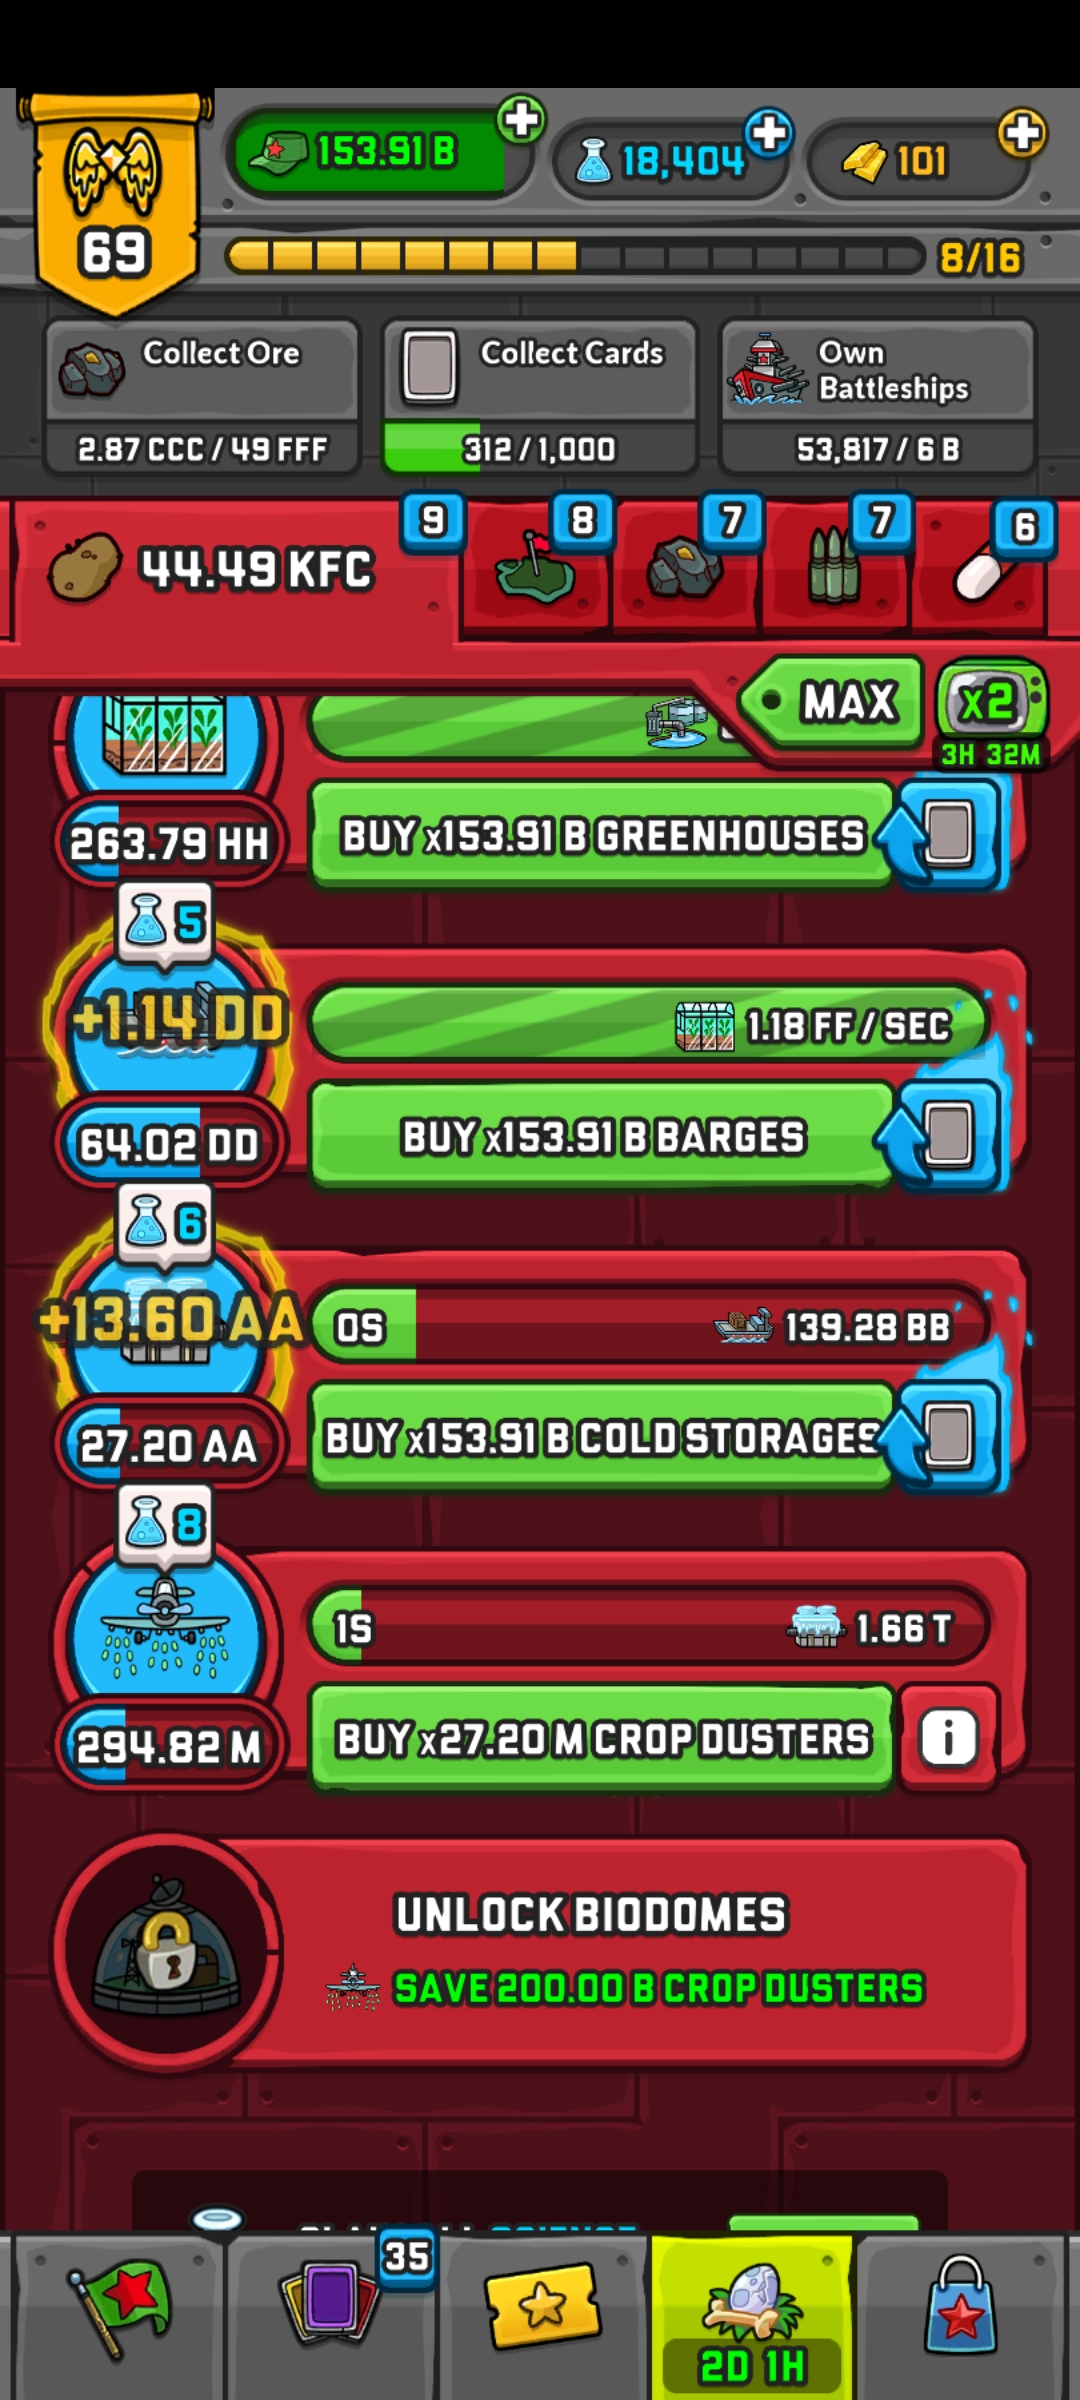 153.91 B
18,404
101
69
8/16
Collect Ore
2.87 CCC / 49 FFF
Collect Cards
312 / 1,000
Own
Battleships
53,817 / 6 B
44.49 KFC
9
8
7
7
6
MAX
x2
3H 32M
263.79 HH
BUY x153.91 B GREENHOUSES
5
+1.14 DD
1.18 FF / SEC
64.02 DD
BUY x153.91 B BARGES
6
+13.60 AA
0S
139.28 BB
27.20 AA
BUY x153.91 B COLD STORAGES
8
1S
1.66 T
294.82 M
BUY x27.20 M CROP DUSTERS
i
UNLOCK BIODOMES
SAVE 200.00 B CROP DUSTERS
35
2D 1H